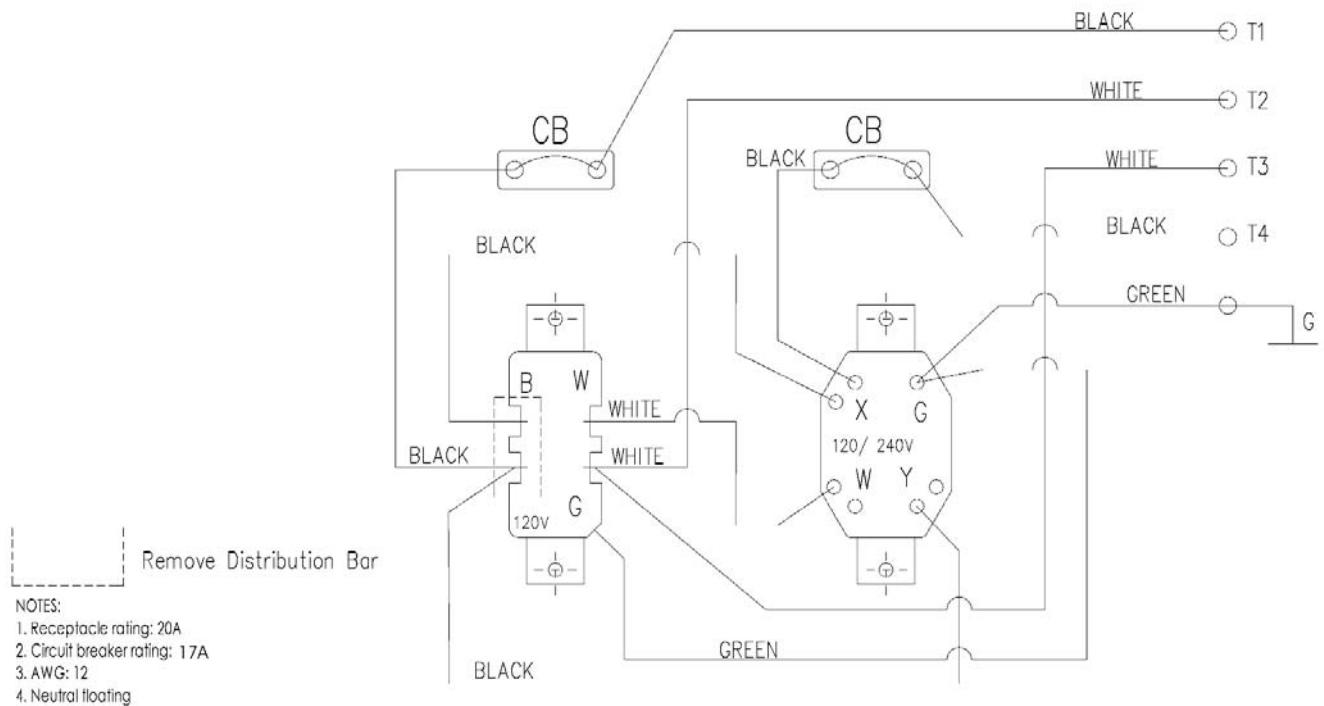 BLACK
T1
WHITE
T2
CB
CB
BLACK
WHITE
T3
BLACK
BLACK
T4
GREEN
G
B
W
WHITE
X
G
120/ 240V
BLACK
WHITE
W
Y
G
120V
Remove Distribution Bar
NOTES:
1. Receptacle rating: 20A
2. Circuit breaker rating: 17A
3. AWG: 12
4. Neutral floating
GREEN
BLACK